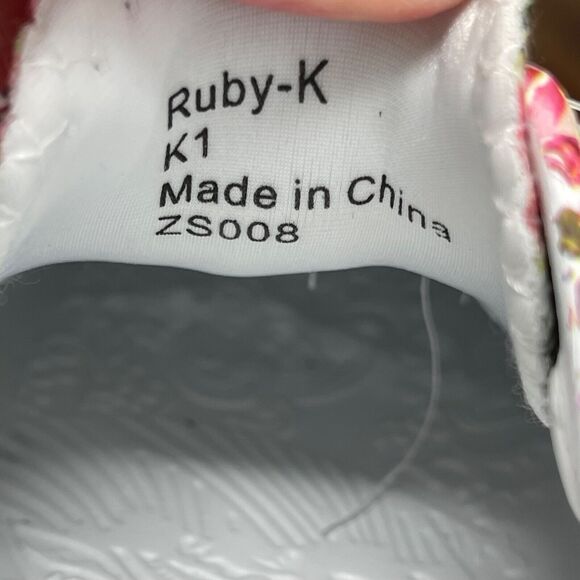 Ruby-K
K1
Made in China
ZS008